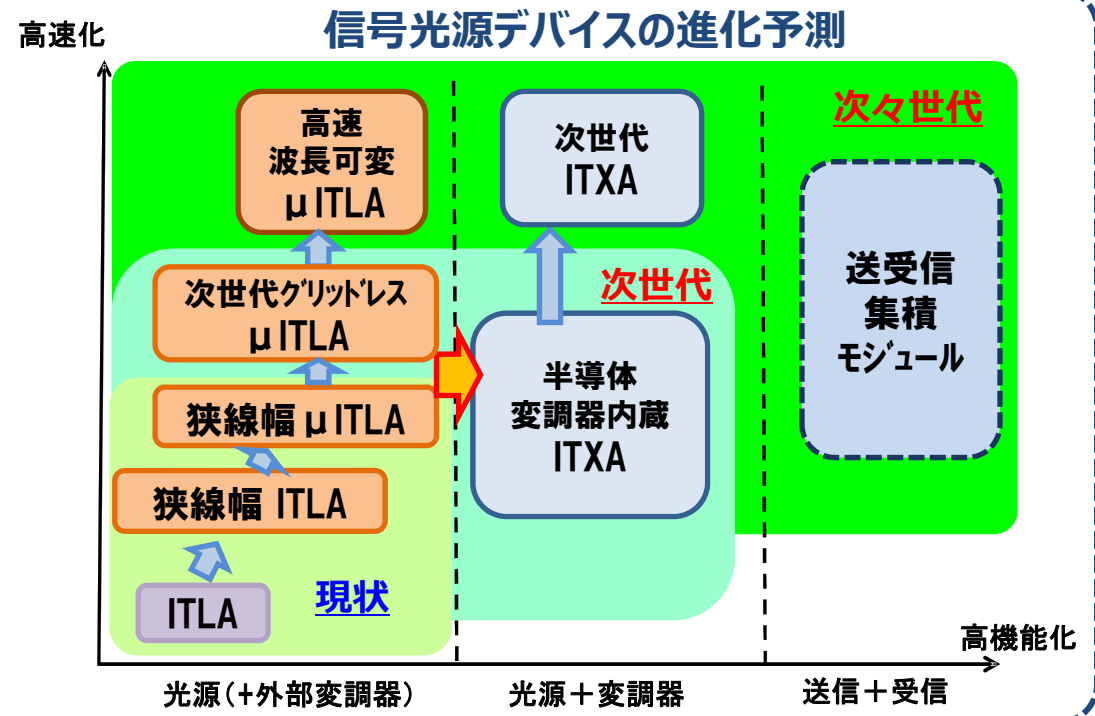 信号光源デバイスの進化予測
高速化
高速
波長可変
μ ITLA
次世代
ITXA
次々世代
次世代グリッドレス
μ ITLA
次世代
送受信
集積
モジュール
半導体
変調器内蔵
ITXA
狭線幅 μ ITLA
狭線幅 ITLA
ITLA
現状
高機能化
光源(+外部変調器)
光源+変調器
送信+受信